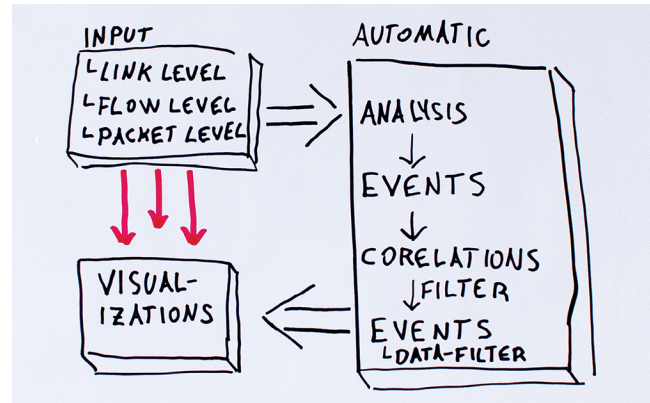 INPUT
LINK LEVEL
FLOW LEVEL
PACKET LEVEL
VISUAL-
IZATIONS
AUTOMATIC
ANALYSIS
EVENTS
CORELATIONS
FILTER
EVENTS
DATA-FILTER